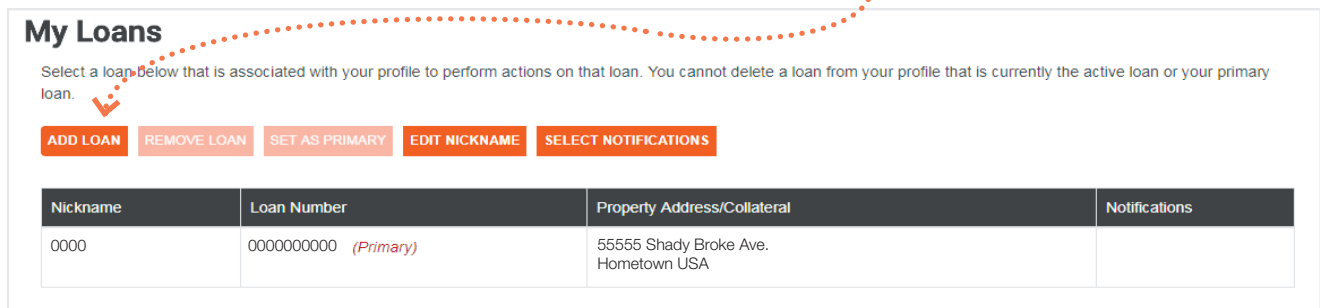 My Loans
Select a loan below that is associated with your profile to perform actions on that loan. You cannot delete a loan from your profile that is currently the active loan or your primary
loan.
ADD LOAN REMOVE LOAN SET AS PRIMARY EDIT NICKNAME SELECT NOTIFICATIONS
Nickname Loan Number Property Address/Collateral Notifications
0000 0000000000 (Primary) 55555 Shady Broke Ave.
Hometown USA